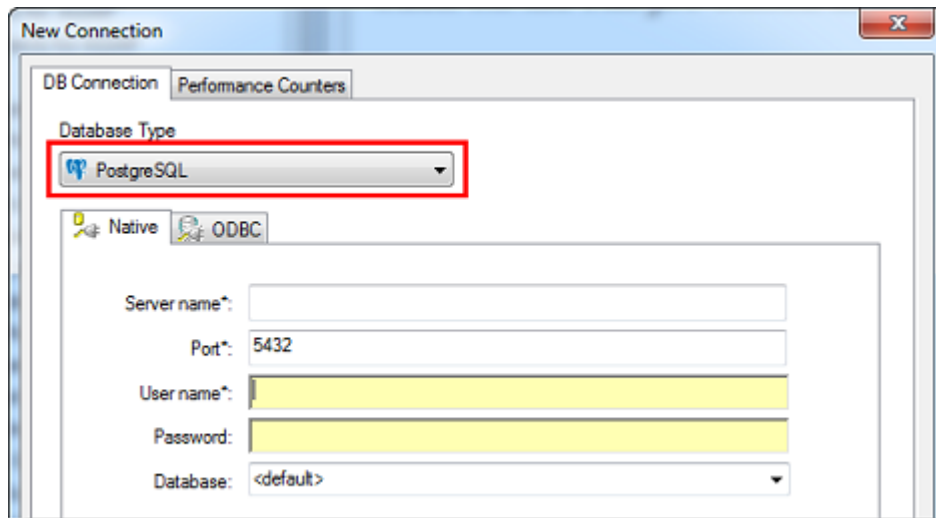 New Connection
DB Connection Performance Counters
Database Type
PostgreSQL
Native ODBC
Server name*:
Port*: 5432
User name*:
Password:
Database: <default>